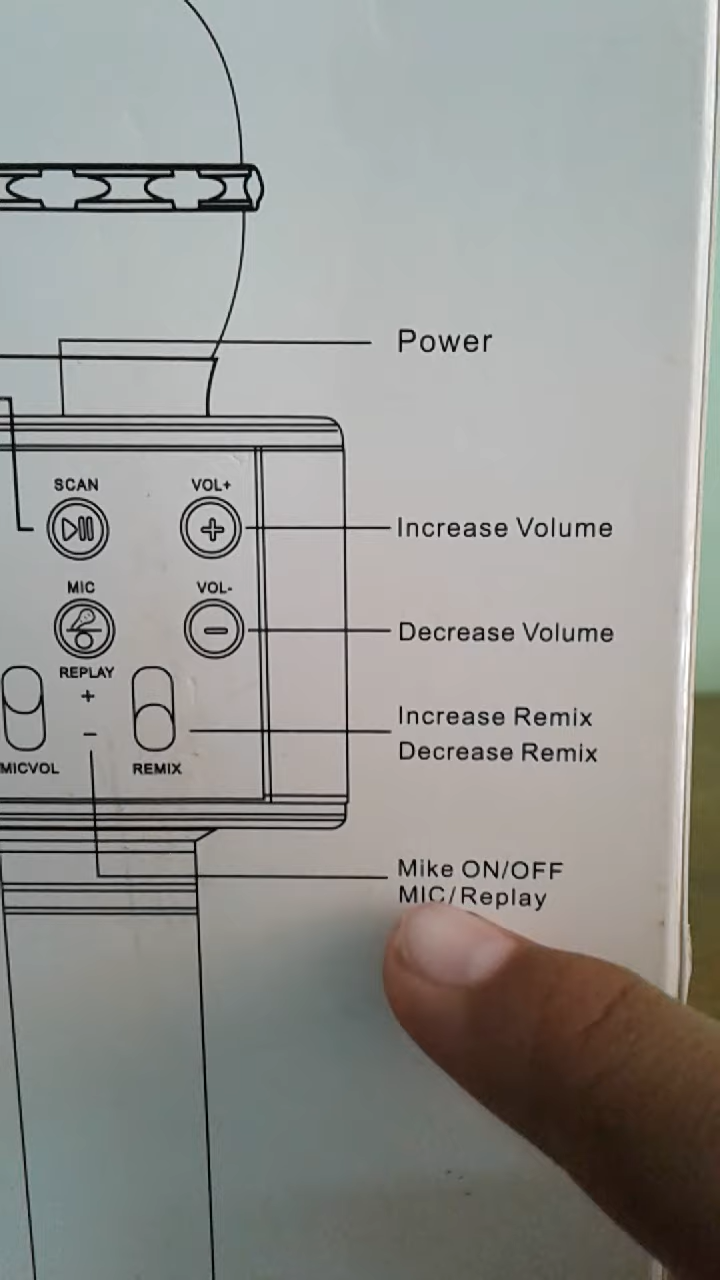 Power
SCAN
VOL+
Increase Volume
MIC
VOL-
Decrease Volume
REPLAY
+
Increase Remix
−
Decrease Remix
MICVOL
REMIX
Mike ON/OFF
MIC/Replay